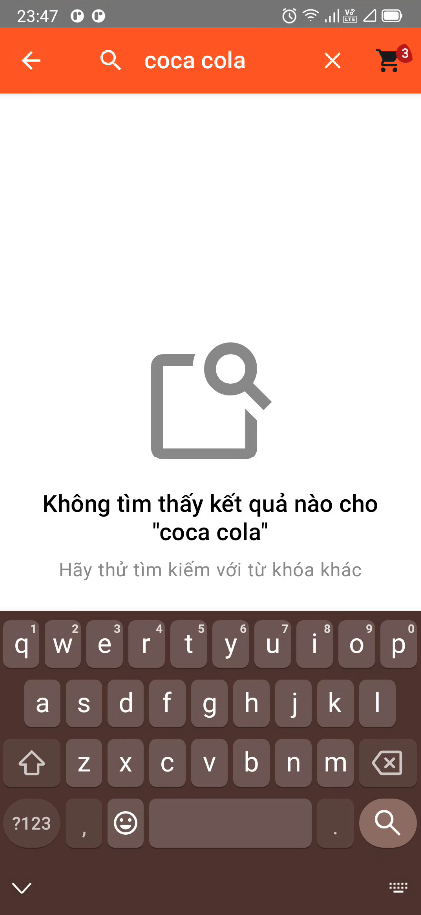 23:47
coca cola
3
Không tìm thấy kết quả nào cho
"coca cola"
Hãy thử tìm kiếm với từ khóa khác
1 2 3 4 5 6 7 8 9 0
q w e r t y u i o p
a s d f g h j k l
z x c v b n m
?123 , .